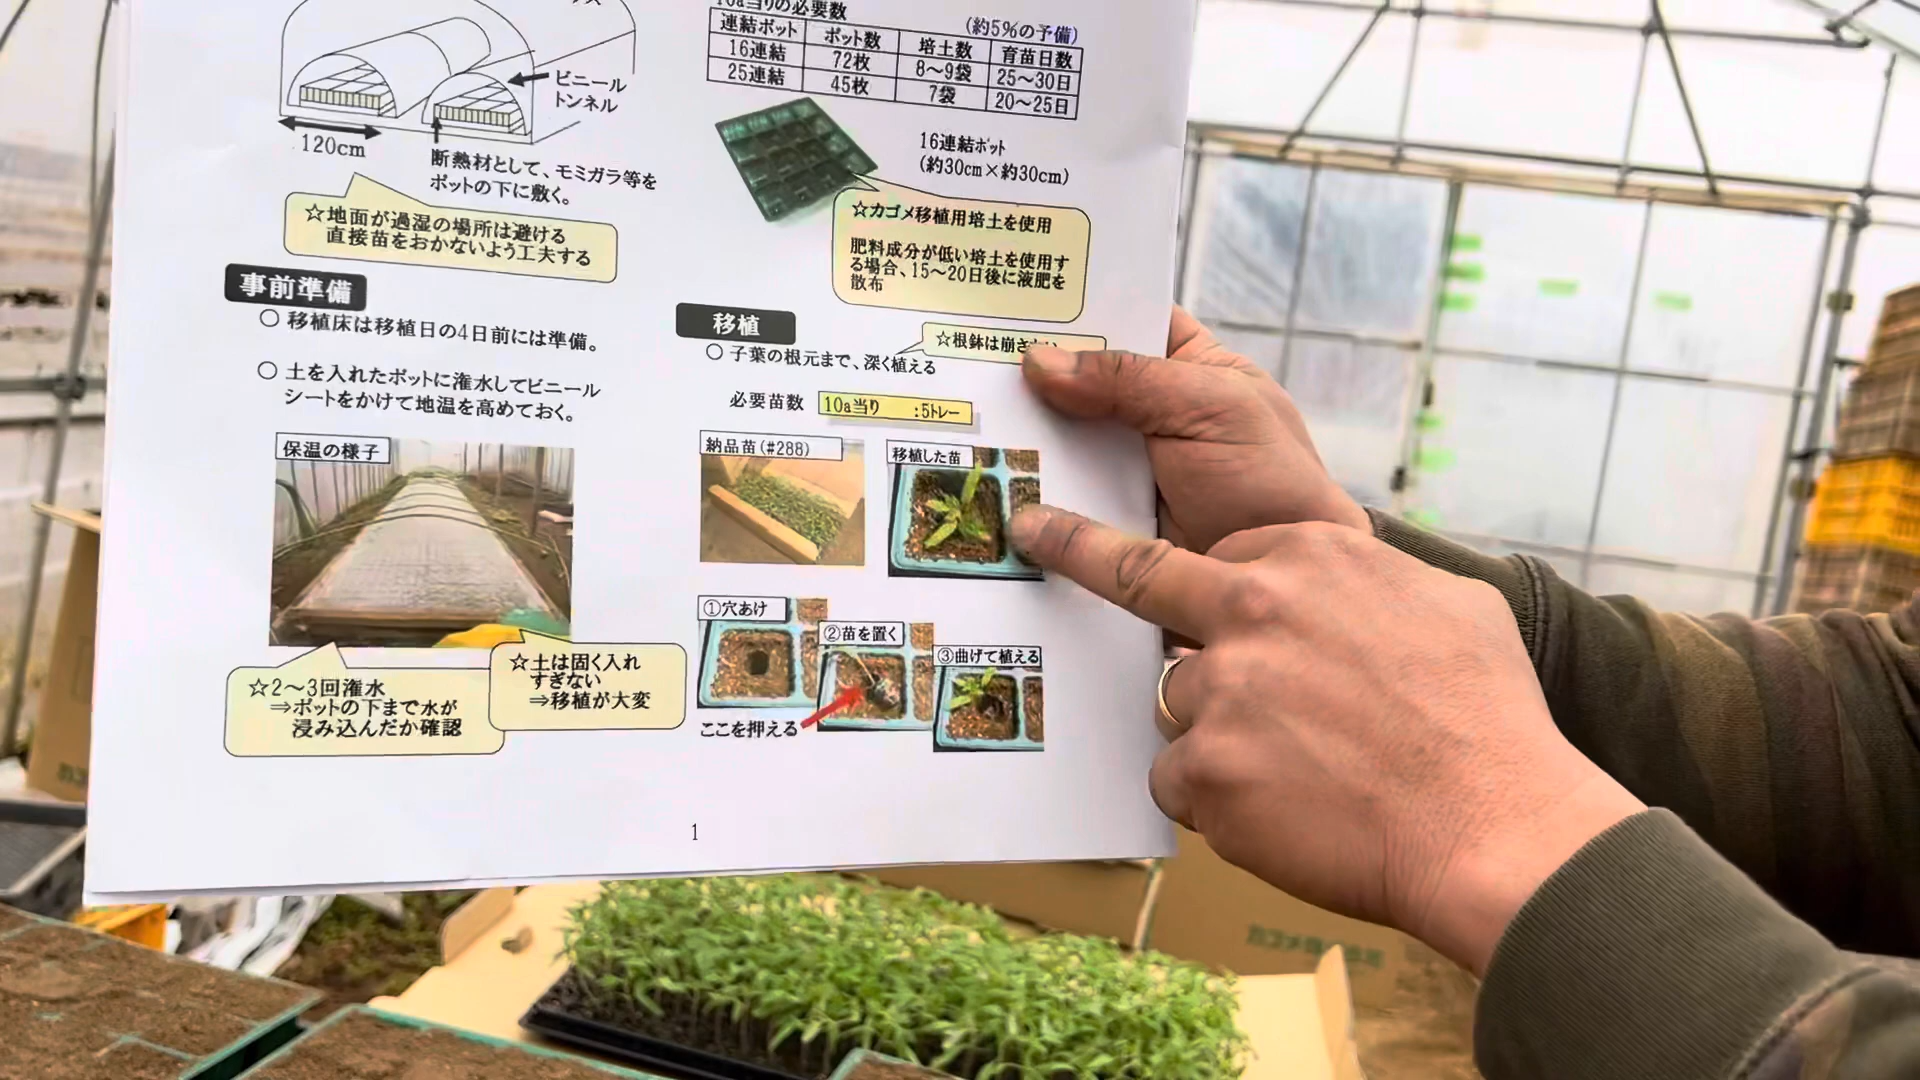 ビニール
トンネル
120cm
断熱材として、モミガラ等を
ポットの下に敷く。
☆地面が過湿の場所は避ける
直接苗をおかないよう工夫する
事前準備
○ 移植床は移植日の4日前には準備。
○ 土を入れたポットに潅水してビニール
シートをかけて地温を高めておく。
保温の様子
☆2～3回潅水
⇒ポットの下まで水が
浸み込んだか確認
☆土は固く入れ
すぎない
⇒移植が大変
10a当りの必要数
(約5%の予備)
連結ポット ポット数 培土数 育苗日数
16連結 72枚 8～9袋 25～30日
25連結 45枚 7袋 20～25日
16連結ポット
(約30cm×約30cm)
☆カゴメ移植用培土を使用
肥料成分が低い培土を使用す
る場合、15～20日後に液肥を
散布
移植
☆根鉢は崩さ
○ 子葉の根元まで、深く植える
必要苗数 10a当り :5トレー
納品苗(#288)
移植した苗
①穴あけ
②苗を置く
③曲げて植える
ここを押える
1